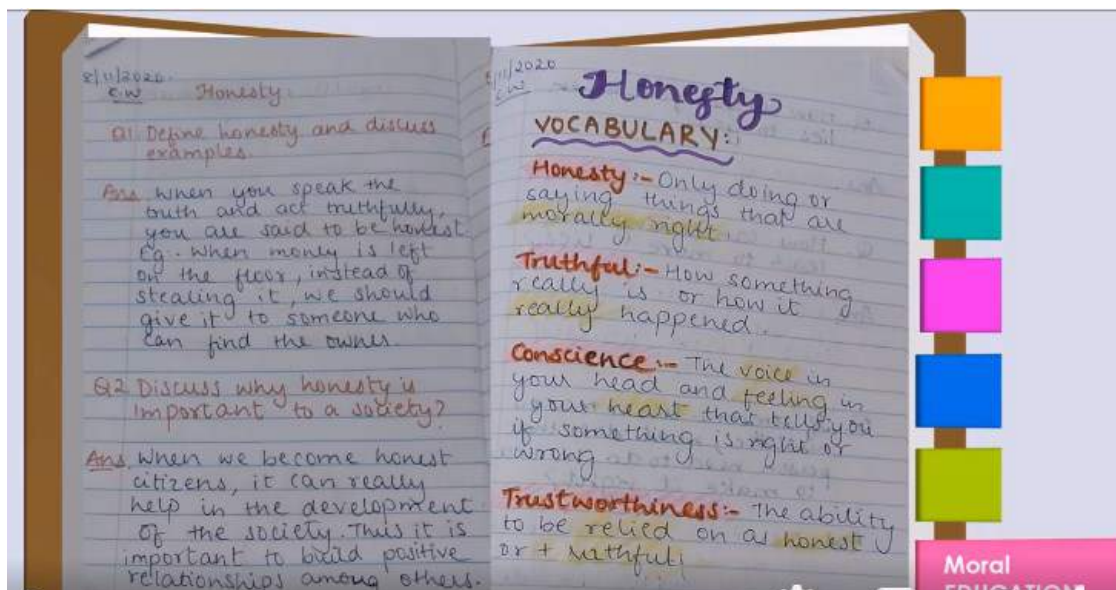 8/11/2020.
C.W
Honesty
Q1 Define honesty and discuss
examples.
Ans When you speak the
truth and act truthfully,
you are said to be honest.
Eg:- when money is left
on the floor, instead of
stealing it, we should
give it to someone who
can find the owner.
Q2 Discuss why honesty is
important to a society?
Ans When we become honest
citizens, it can really
help in the development
of the society. Thus it is
important to build positive
relationships among others.
8/11/2020
C.W
Honesty
VOCABULARY:
Honesty:- Only doing or
saying things that are
morally right
Truthful:- How something
really is or how it
really happened.
Conscience:- The voice in
your head and feeling in
your heart that tells you
if something is right or
wrong
Trustworthiness:- The ability
to be relied on as honest
or
Moral
EDUCATION